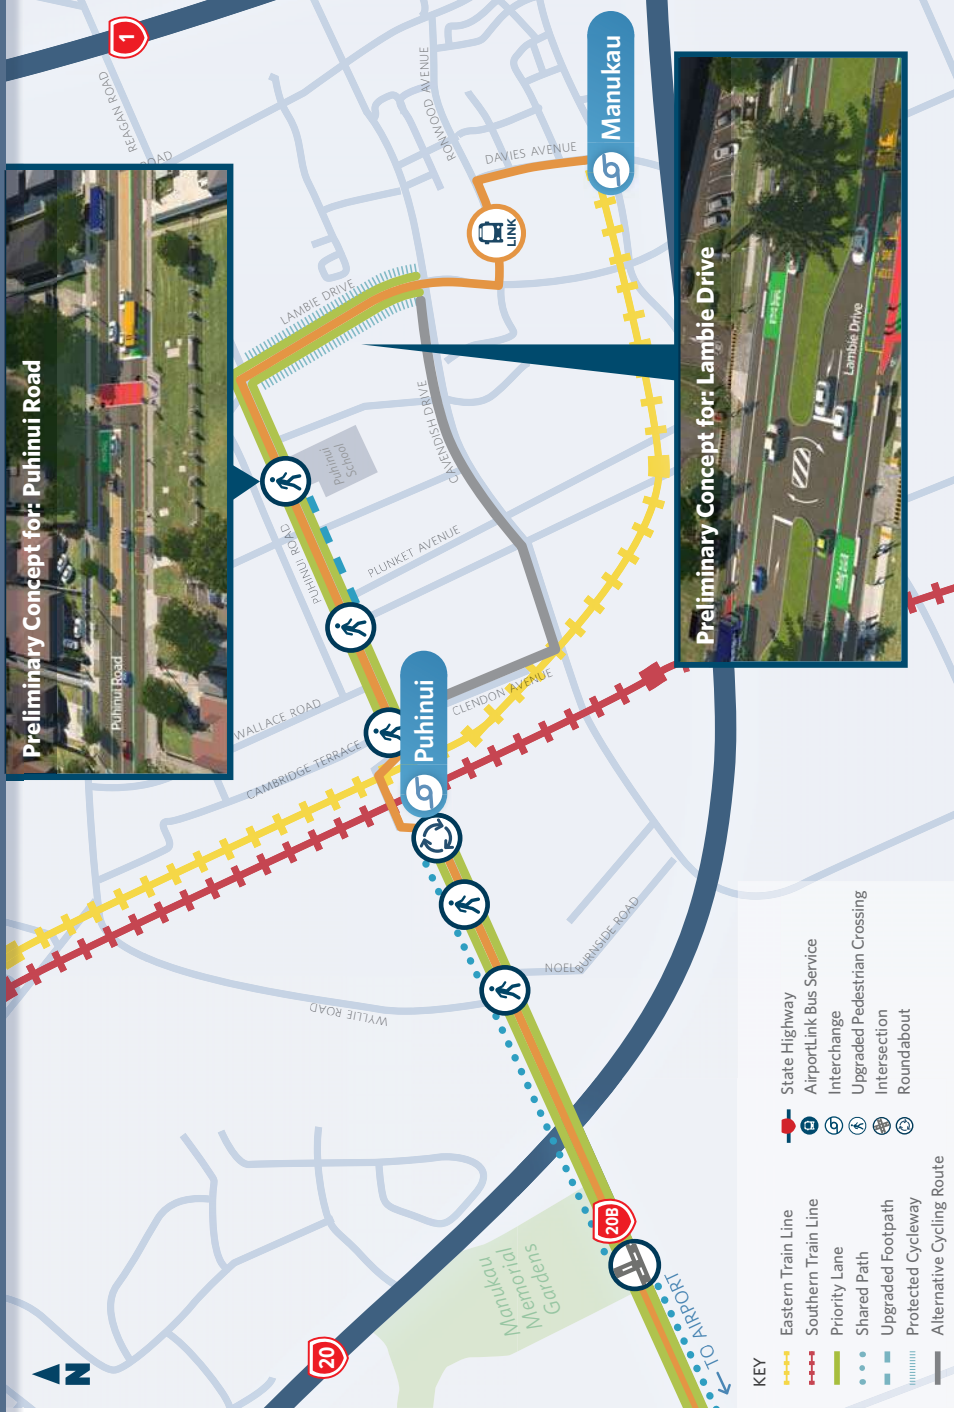 Preliminary Concept for: Puhinui Road
Puhinui Road
1
REAGAN ROAD
ROAD
RONWOOD AVENUE
DAVIES AVENUE
Manukau
LINK
LAMBIE DRIVE
Preliminary Concept for: Lambie Drive
Lambie Drive
BUS
STOP
Puhinui
School
CAVENDISH DRIVE
PUHINUI ROAD
PLUNKET AVENUE
WALLACE ROAD
CAMBRIDGE TERRACE
Puhinui
CLENDON AVENUE
WYLLIE ROAD
NOEL
BURNSIDE ROAD
20B
Manukau
Memorial
Gardens
20
TO AIRPORT
N
KEY
Eastern Train Line
Southern Train Line
Priority Lane
Shared Path
Upgraded Footpath
Protected Cycleway
Alternative Cycling Route
State Highway
AirportLink Bus Service
Interchange
Upgraded Pedestrian Crossing
Intersection
Roundabout